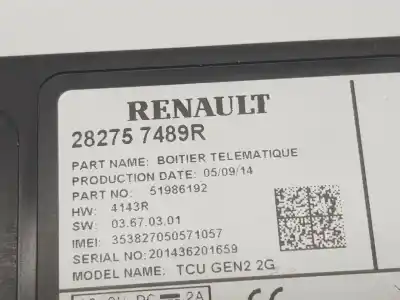 RENAULT
28275 7489R
PART NAME: BOITIER TELEMATIQUE
PRODUCTION DATE: 05/09/14
PART NO: 51986192
HW: 4143R
SW: 03.67.03.01
IMEI: 353827050571057
SERIAL NO: 201436201659
MODEL NAME: TCU GEN2 2G